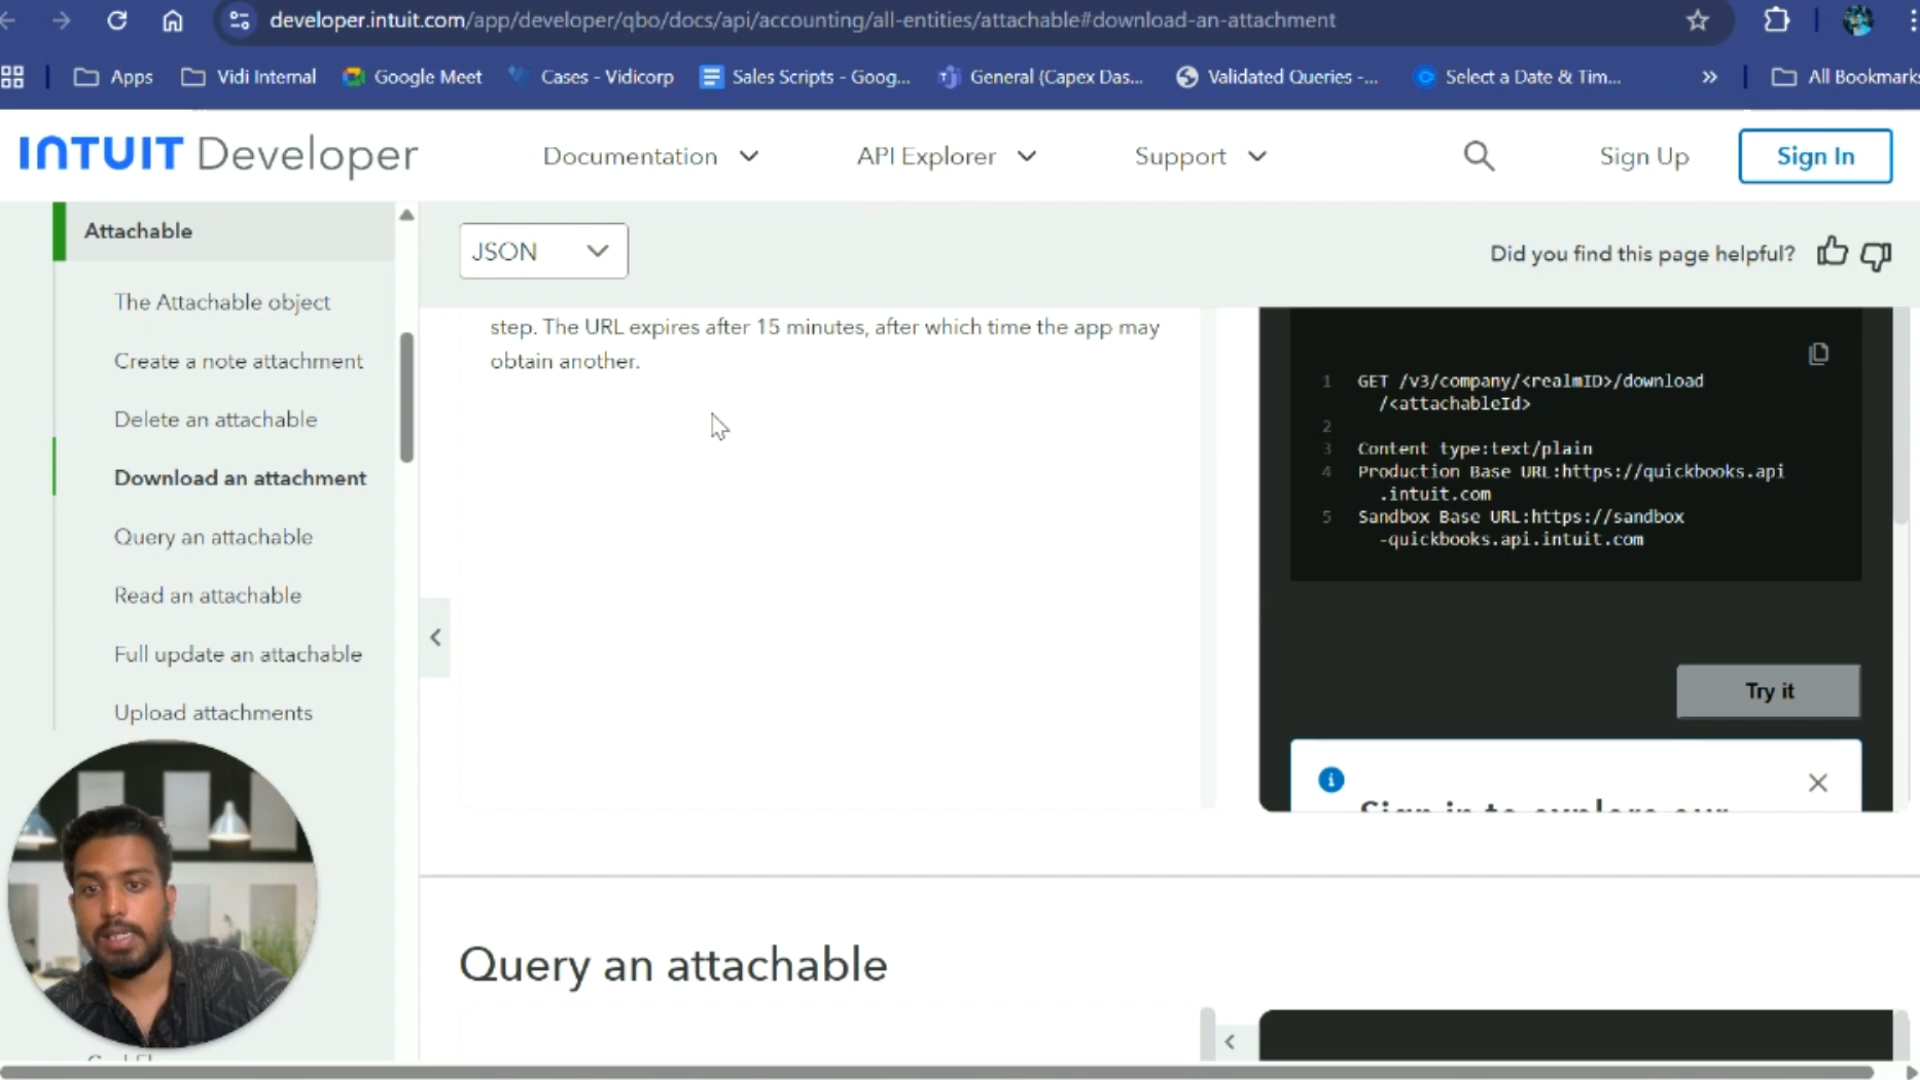 developer.intuit.com/app/developer/qbo/docs/api/accounting/all-entities/attachable#download-an-attachment
Apps
Vidi Internal
Google Meet
Cases - Vidicorp
Sales Scripts - Goog...
General (Capex Das...
Validated Queries -...
Select a Date & Tim...
»
All Bookmarks
INTUIT Developer
Documentation
API Explorer
Support
Sign Up
Sign In
Attachable
The Attachable object
Create a note attachment
Delete an attachable
Download an attachment
Query an attachable
Read an attachable
Full update an attachable
Upload attachments
JSON
Did you find this page helpful?
step. The URL expires after 15 minutes, after which time the app may
obtain another.
1 GET /v3/company/<realmID>/download
/<attachableId>
2
3 Content type:text/plain
4 Production Base URL:https://quickbooks.api
.intuit.com
5 Sandbox Base URL:https://sandbox
-quickbooks.api.intuit.com
Try it
Sign in to explore our
Query an attachable